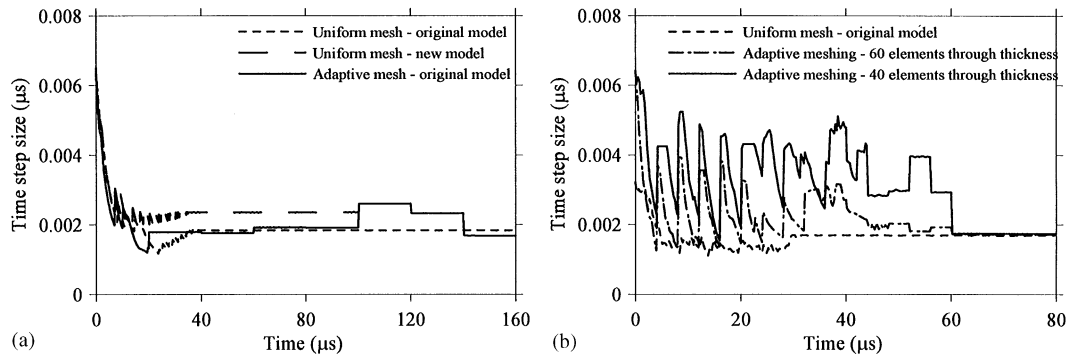 0.008
0.006
0.004
0.002
0
Time step size (μs)
Uniform mesh - original model
Uniform mesh - new model
Adaptive mesh - original model
0 40 80 120 160
Time (μs)
(a)
0.008
0.006
0.004
0.002
0
Time step size (μs)
Uniform mesh - original model
Adaptive meshing - 60 elements through thickness
Adaptive meshing - 40 elements through thickness
0 20 40 60 80
Time (μs)
(b)